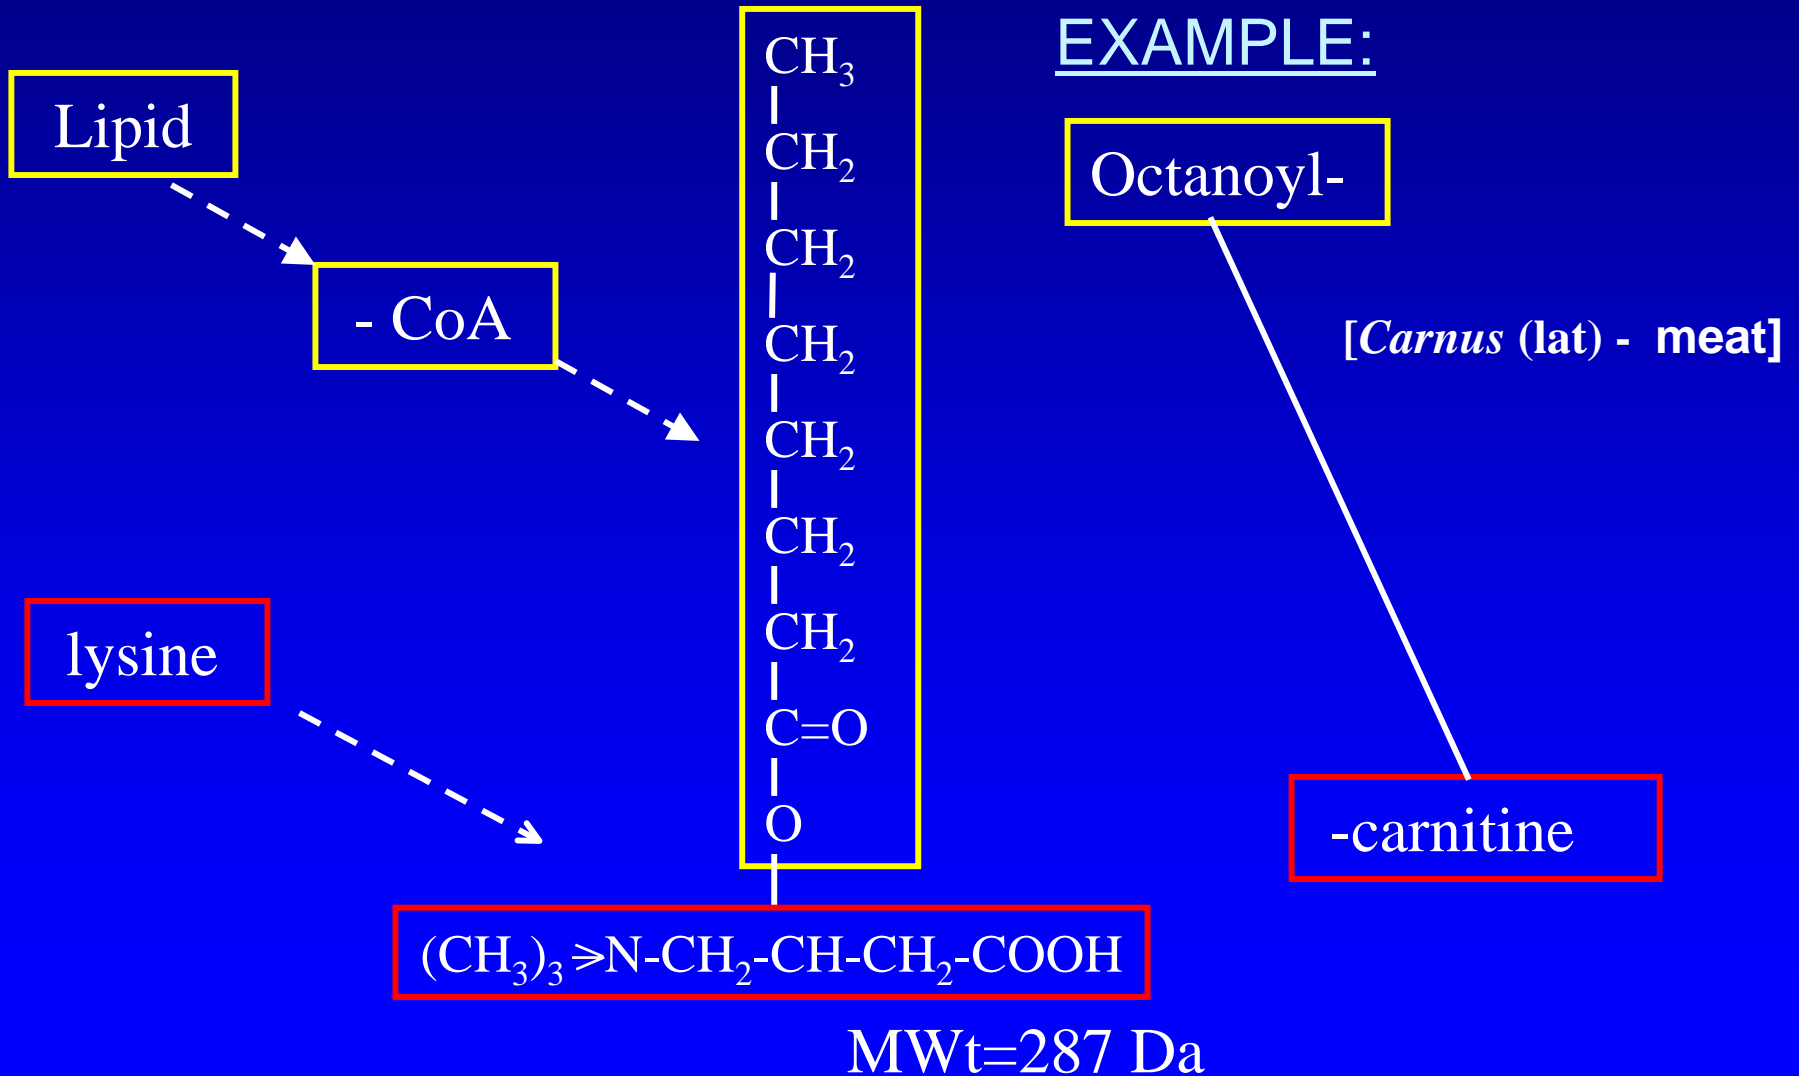 EXAMPLE:
Lipid
- CoA
lysine
CH₃
CH₂
CH₂
CH₂
CH₂
CH₂
CH₂
C=O
O
(CH₃)₃⩾N-CH₂-CH-CH₂-COOH
MWt=287 Da
Octanoyl-
[Carnus (lat) - meat]
-carnitine